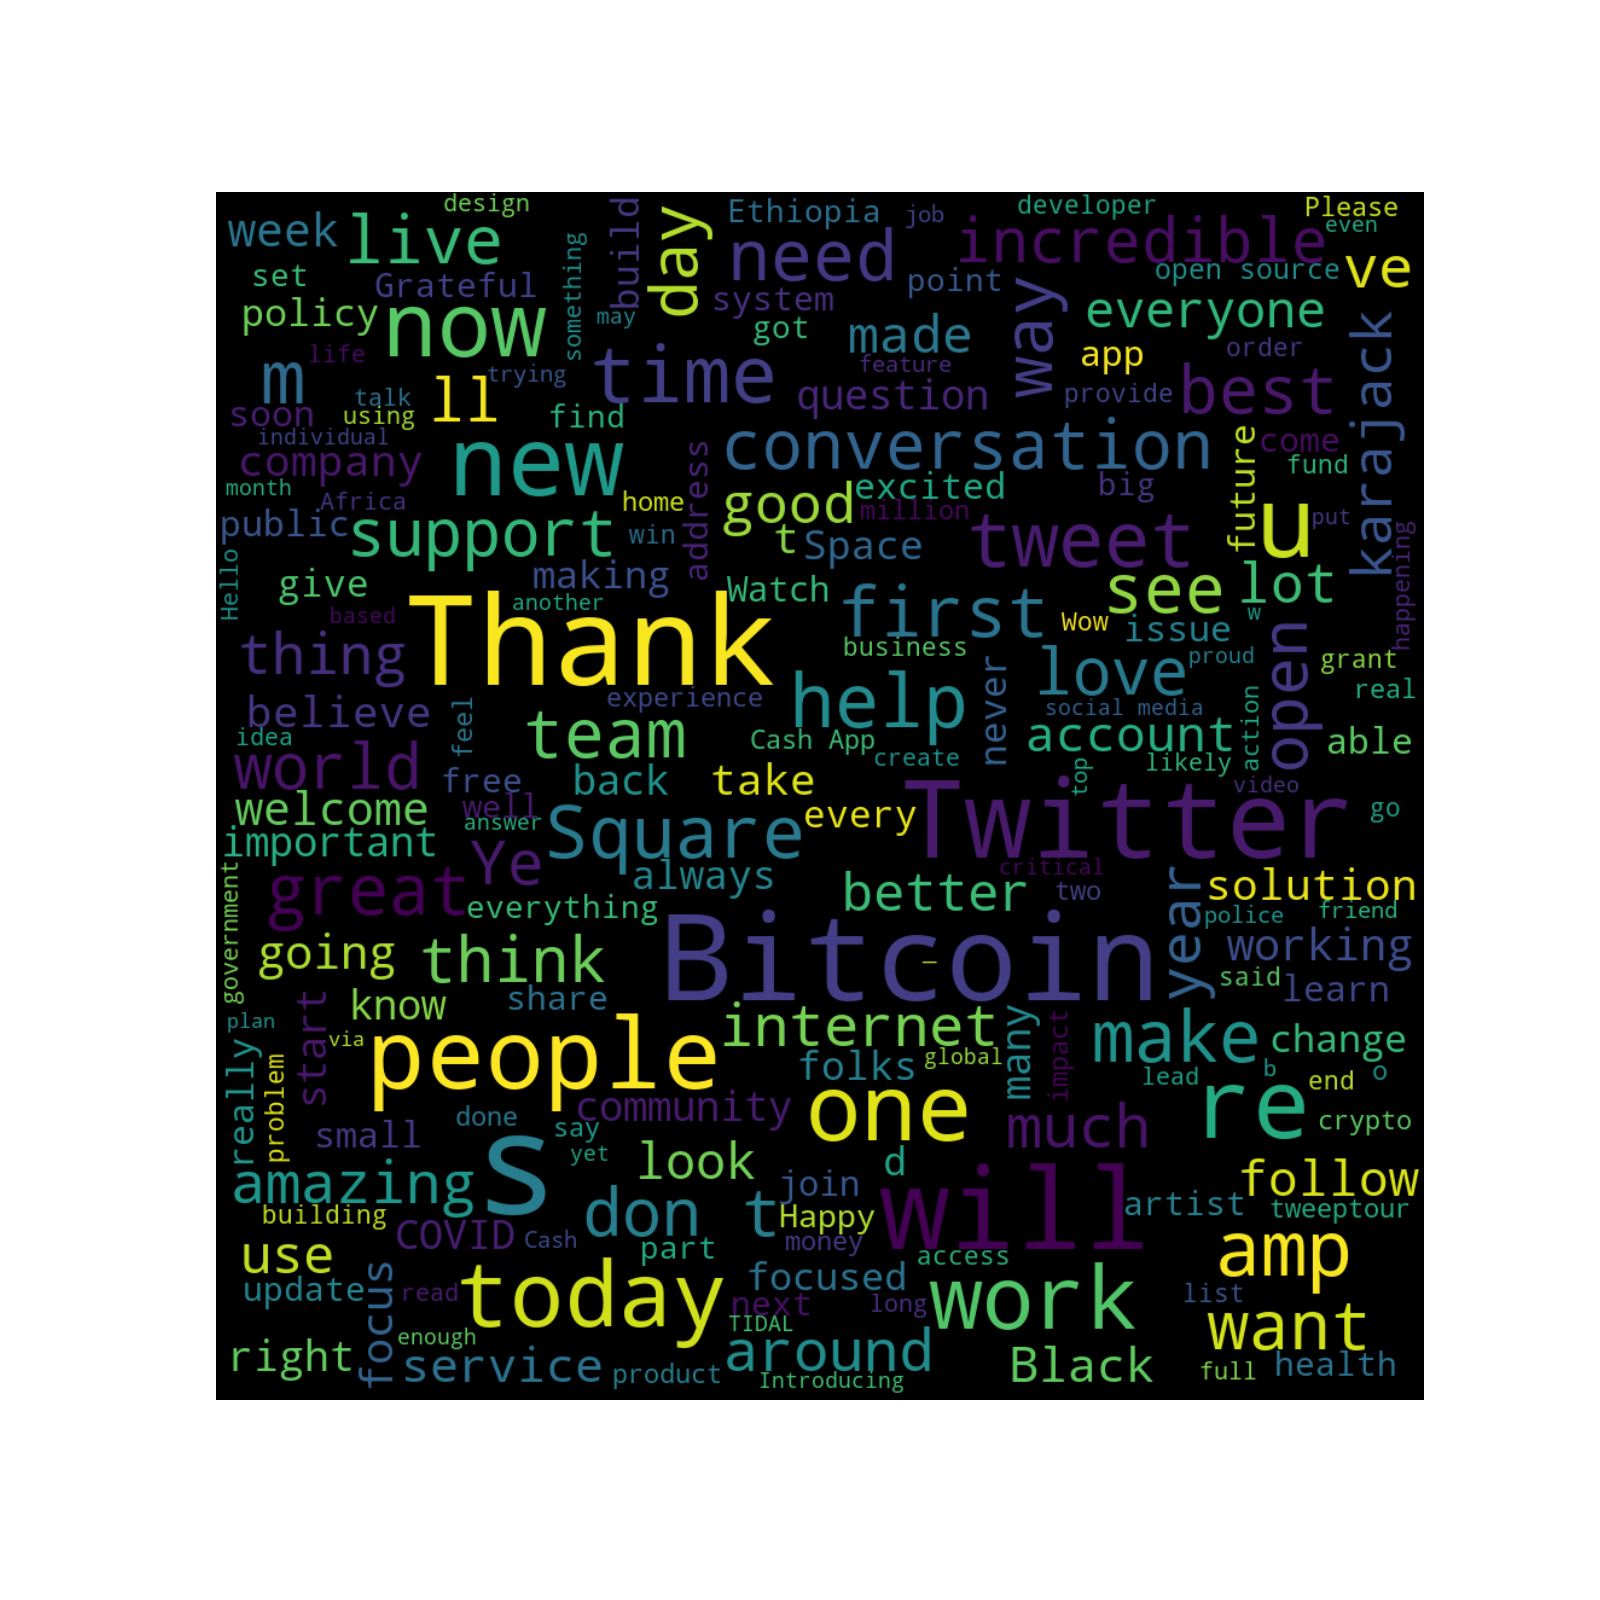 design
Ethiopia
job
developer
Please
even
week
live
build
day
need
incredible
something
set
Grateful
system
point
open source
ve
policy
now
may
got
made
way
everyone
life
trying
time
feature
app
order
karajack
m
talk
ll
question
provide
best
soon
using
find
individual
new
conversation
future
come
company
address
fund
month
Africa
home
good
excited
big
public
support
win
million
t
Space
tweet
u
put
happening
Hello
give
making
Watch
see
lot
based
another
Thank
first
Wow
issue
w
thing
business
never
love
proud
open
grant
believe
experience
help
social media
action
real
idea
feel
team
Cash App
create
account
likely
able
world
free
back
take
top
video
welcome
well
answer
Square
every
Twitter
go
important
Ye
always
critical
great
everything
better
two
year
solution
government
police
friend
going
think
Bitcoin
working
said
know
share
learn
plan
start
via
people
internet
many
impact
make
change
really
problem
folks
global
lead
b
o
end
small
done
community
one
much
re
crypto
say
yet
amazing
s
look
d
join
will
follow
building
don t
Happy
artist
tweeptour
COVID
Cash
part
money
access
amp
use
update
focus
read
today
focused
next
long
work
list
want
right
enough
service
product
TIDAL
around
Introducing
Black
full
health